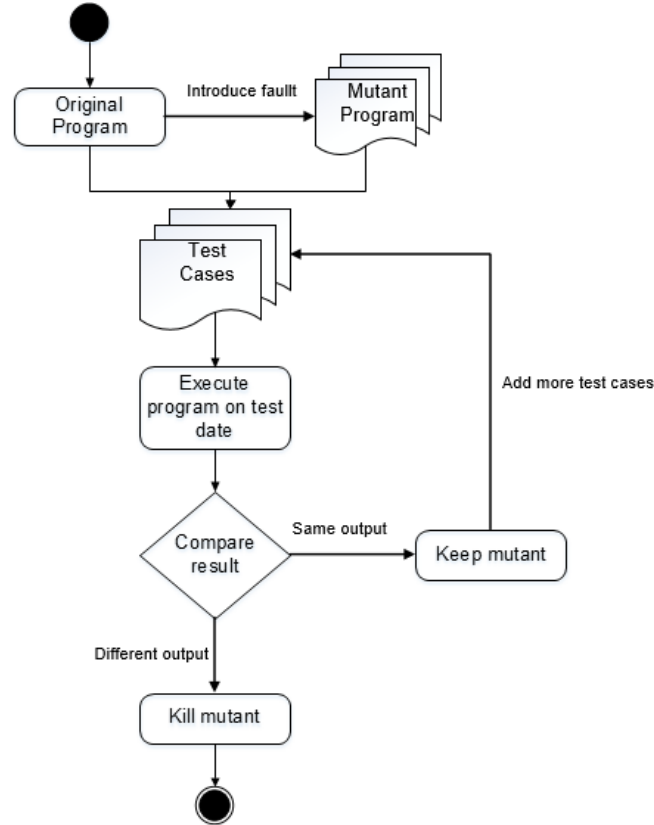 Original
Program
Introduce faullt
Mutant
Program
Test
Cases
Execute
program on test
date
Add more test cases
Compare
result
Same output
Keep mutant
Different output
Kill mutant